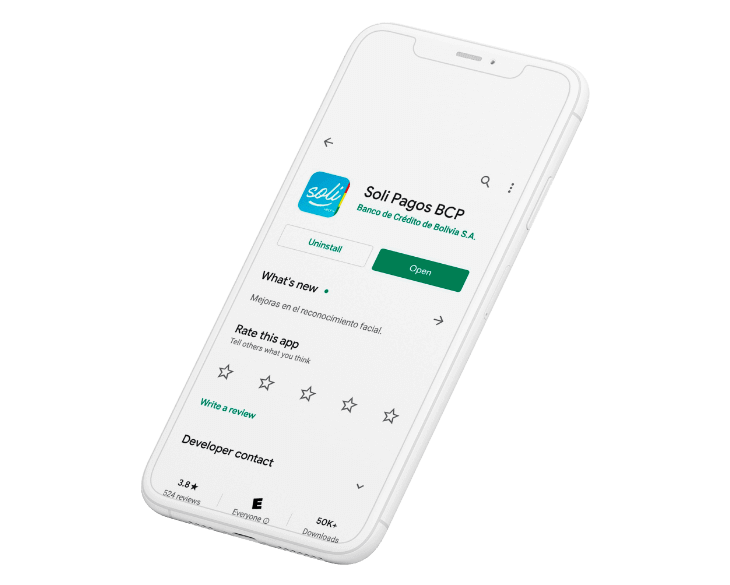 soli
Soli Pagos BCP
Banco de Crédito de Bolivia S.A.
Uninstall
Open
What's new
Mejoras en el reconocimiento facial.
Rate this app
Tell others what you think
Write a review
Developer contact
3.8★
524 reviews
E
Everyone
50K+
Downloads